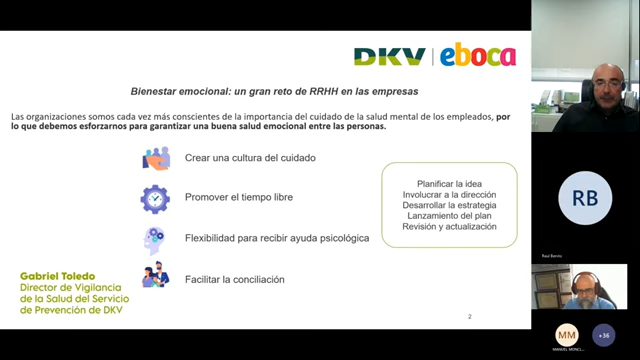 DKV | eboca
Bienestar emocional: un gran reto de RRHH en las empresas
Las organizaciones somos cada vez más conscientes de la importancia del cuidado de la salud mental de los empleados, por
lo que debemos esforzarnos para garantizar una buena salud emocional entre las personas.
Crear una cultura del cuidado
Promover el tiempo libre
Flexibilidad para recibir ayuda psicológica
Facilitar la conciliación
Planificar la idea
Involucrar a la dirección
Desarrollar la estrategia
Lanzamiento del plan
Revisión y actualización
Gabriel Toledo
Director de Vigilancia
de la Salud del Servicio
de Prevención de DKV
2
RB
Raul Benito
MM
MANUEL MONCL...
+36